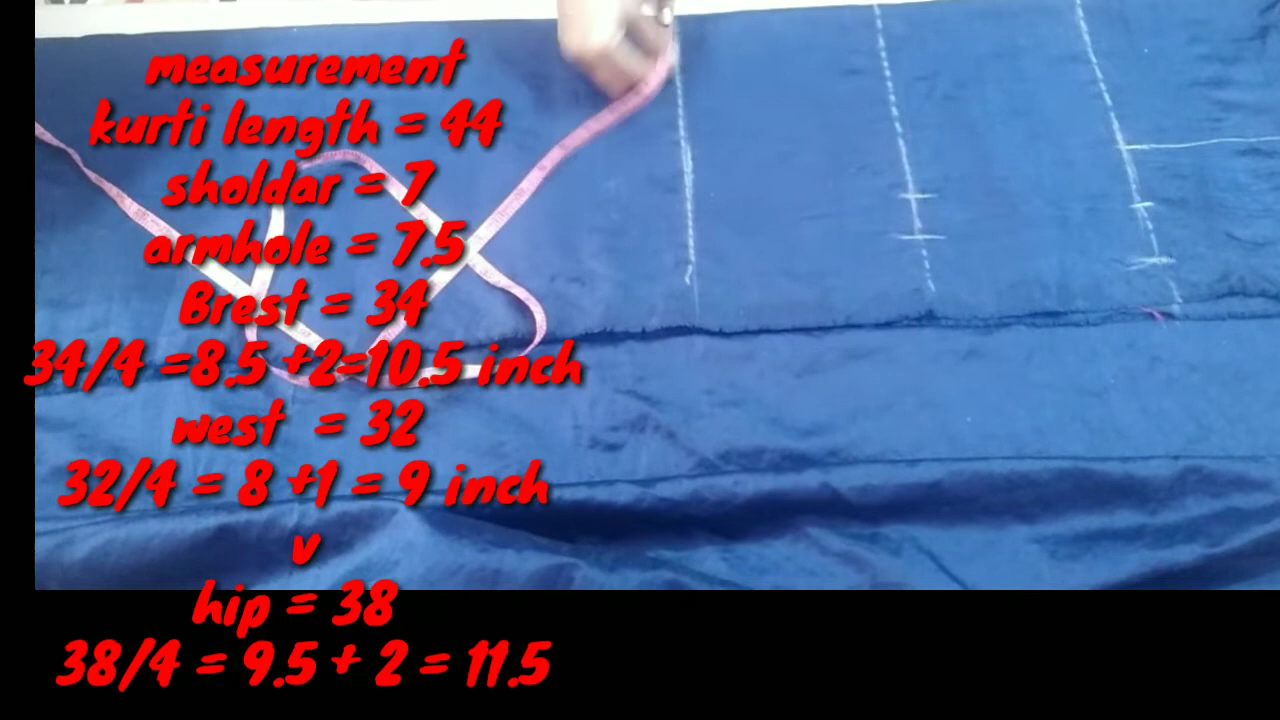 measurement
kurti length = 44
sholdar = 7
armhole = 7.5
Brest = 34
34/4 =8.5 +2=10.5 inch
west = 32
32/4 = 8 +1 = 9 inch
v
hip = 38
38/4 = 9.5 + 2 = 11.5